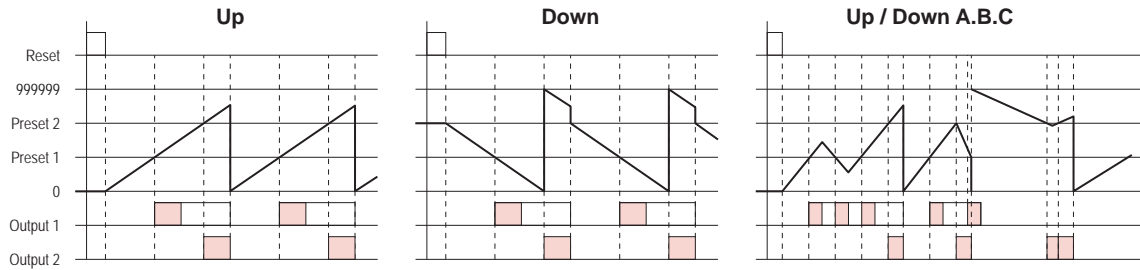 Up
Down
Up / Down A.B.C
Reset
999999
Preset 2
Preset 1
0
Output 1
Output 2